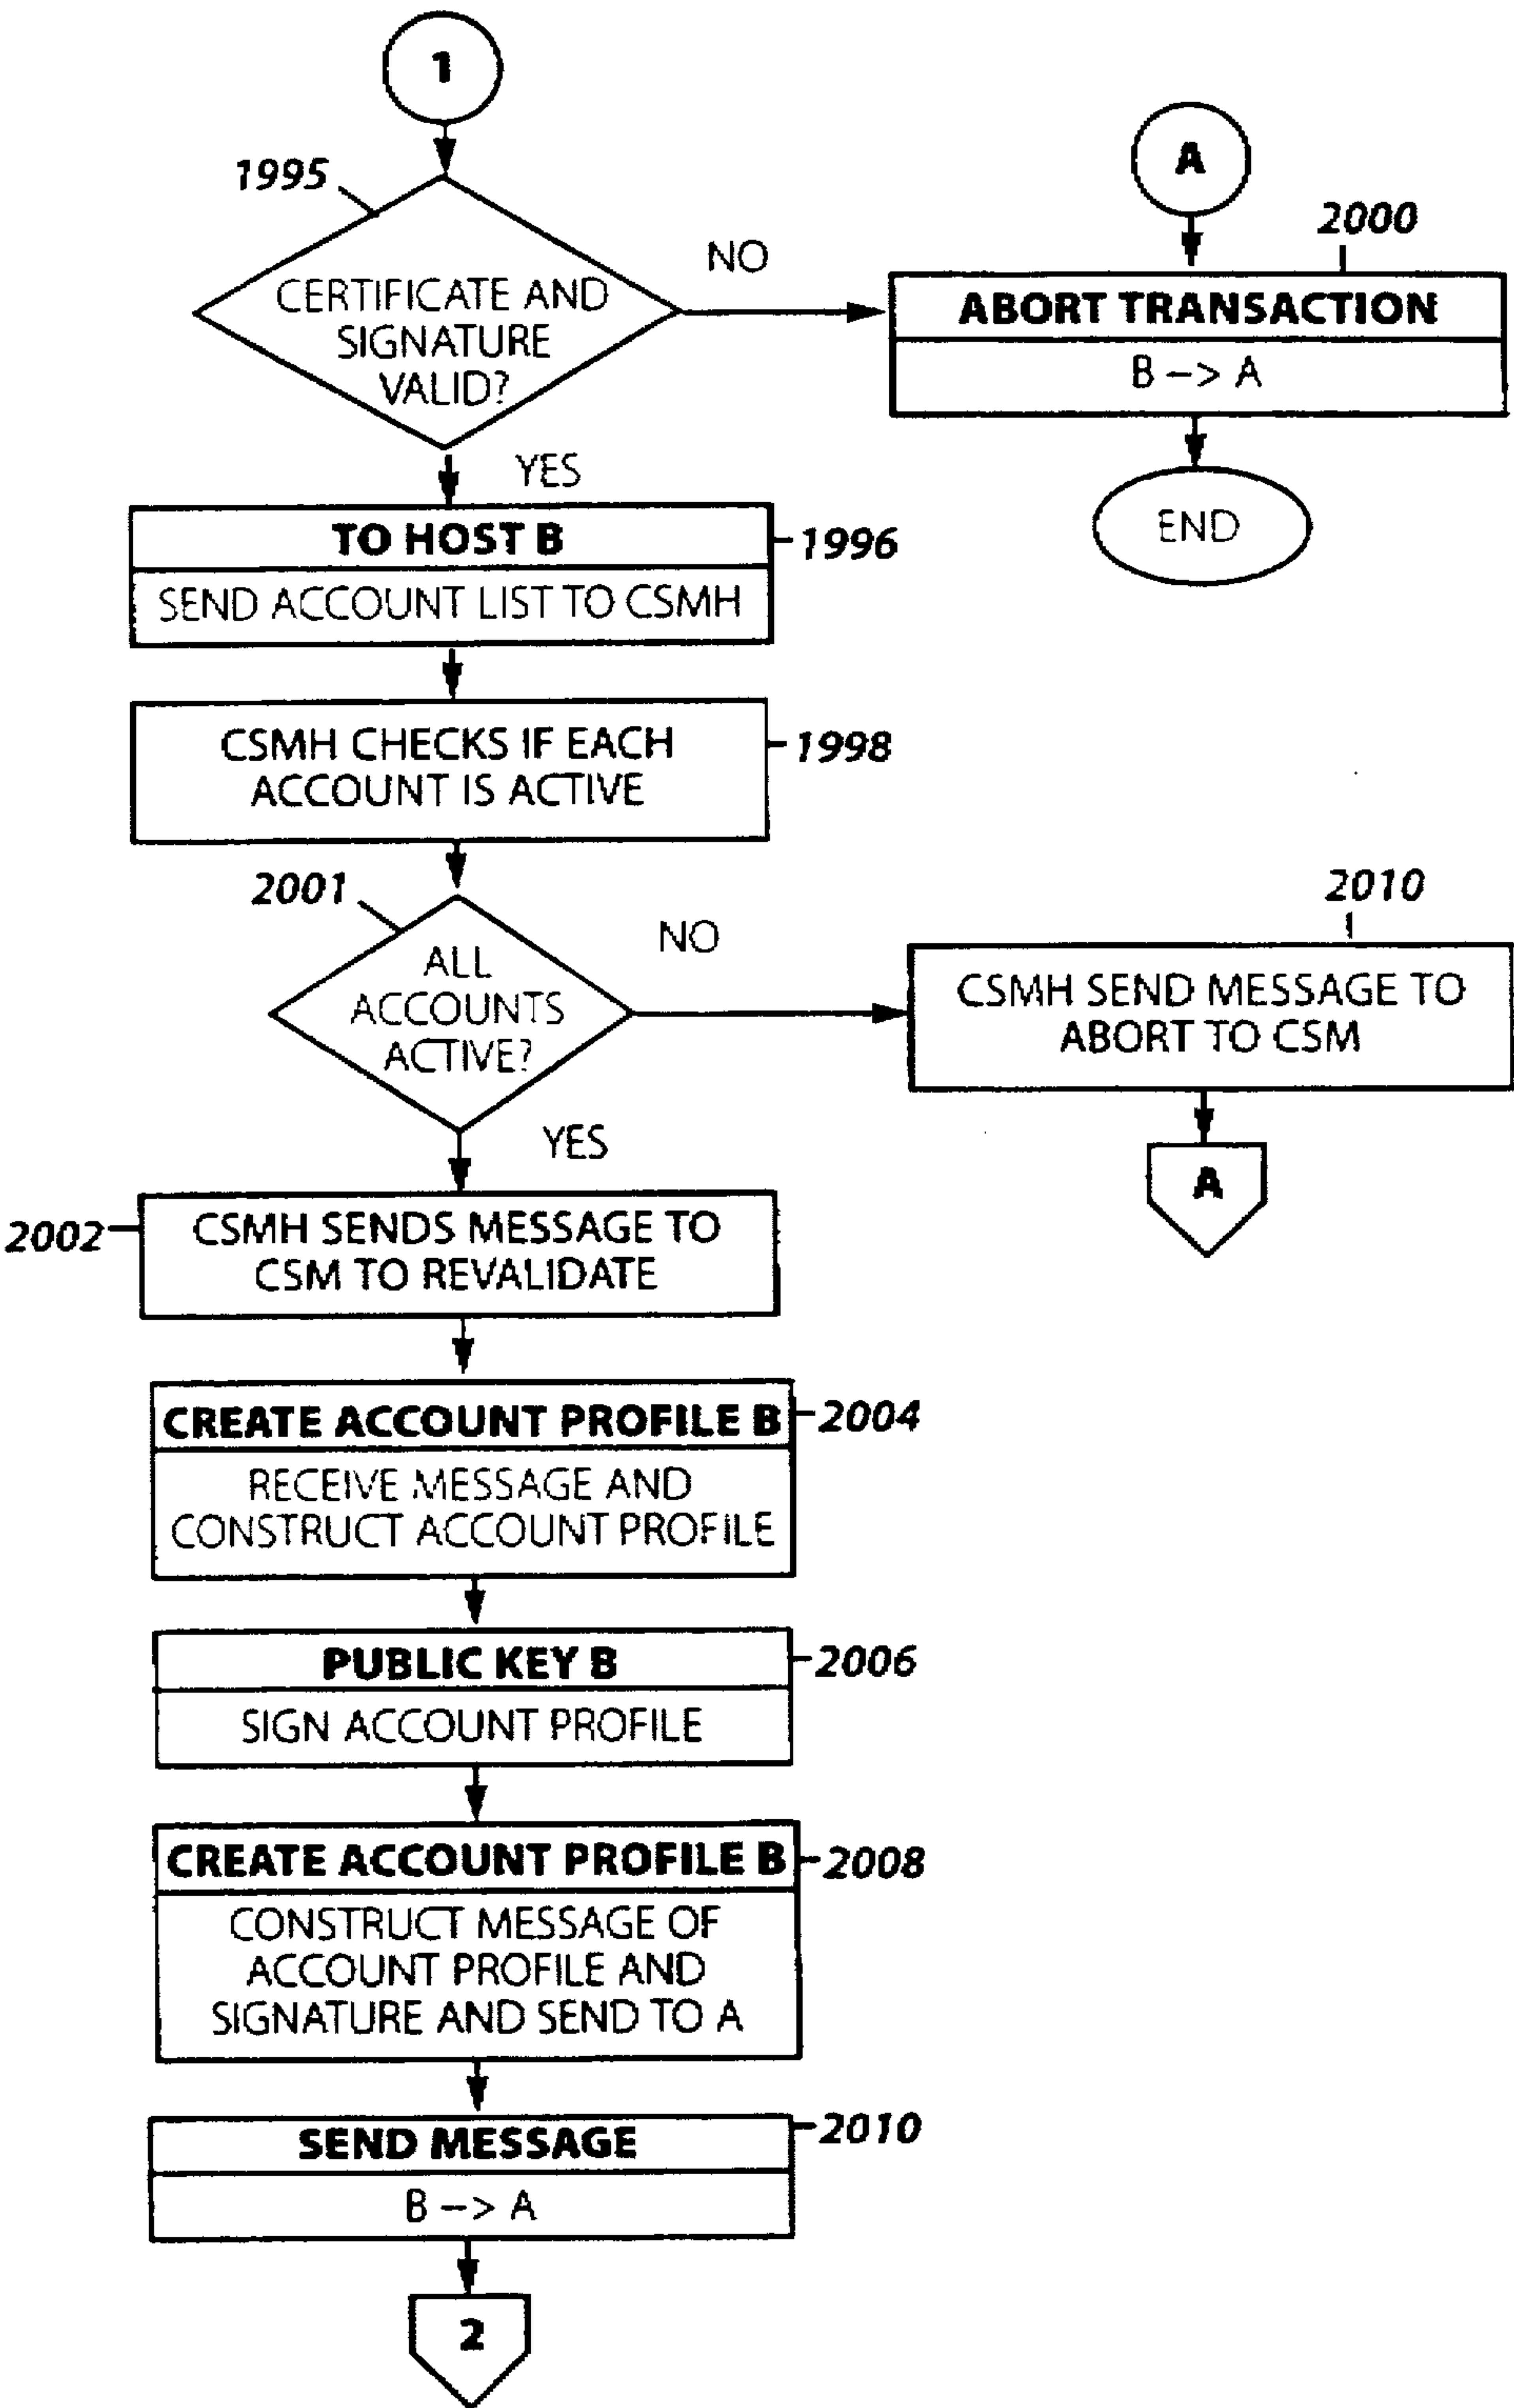 1
1995
CERTIFICATE AND
SIGNATURE
VALID?
NO
A
2000
ABORT TRANSACTION
B --> A
END
YES
TO HOST B
1996
SEND ACCOUNT LIST TO CSMH
CSMH CHECKS IF EACH
ACCOUNT IS ACTIVE
1998
2001
ALL
ACCOUNTS
ACTIVE?
NO
2010
CSMH SEND MESSAGE TO
ABORT TO CSM
A
YES
2002
CSMH SENDS MESSAGE TO
CSM TO REVALIDATE
CREATE ACCOUNT PROFILE B
2004
RECEIVE MESSAGE AND
CONSTRUCT ACCOUNT PROFILE
PUBLIC KEY B
2006
SIGN ACCOUNT PROFILE
CREATE ACCOUNT PROFILE B
2008
CONSTRUCT MESSAGE OF
ACCOUNT PROFILE AND
SIGNATURE AND SEND TO A
SEND MESSAGE
2010
B --> A
2